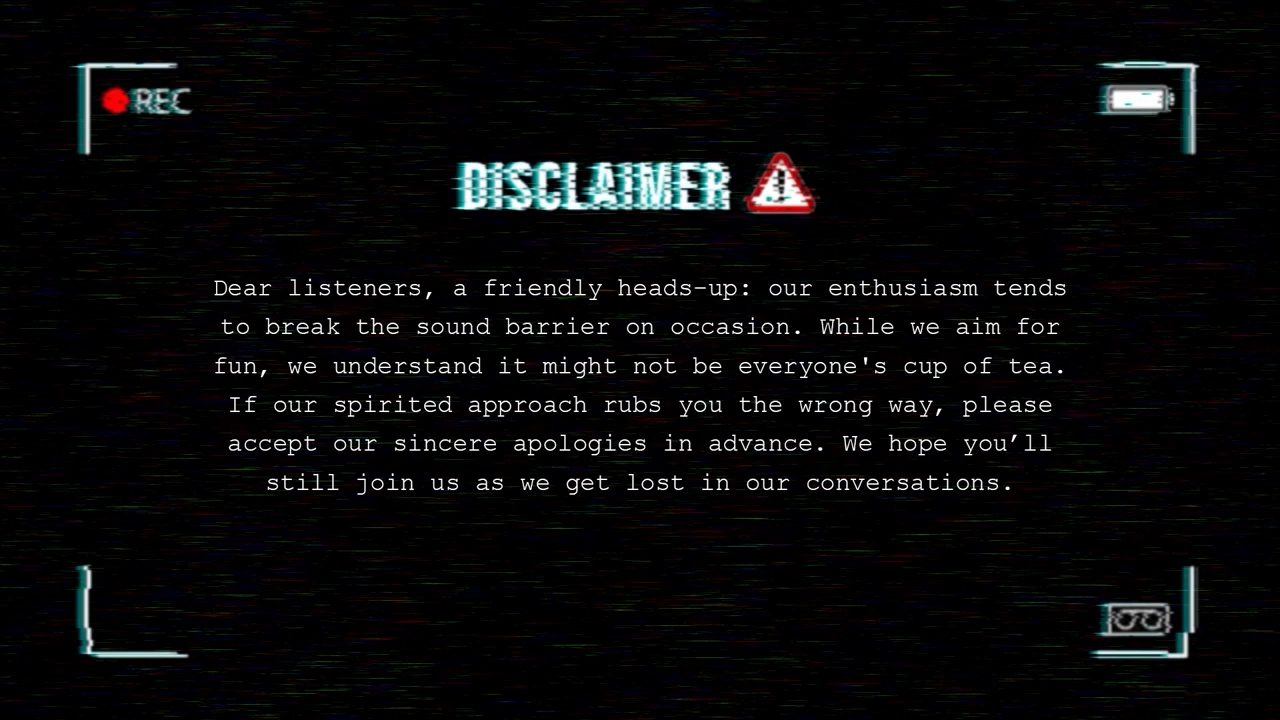 REC
DISCLAIMER
Dear listeners, a friendly heads-up: our enthusiasm tends
to break the sound barrier on occasion. While we aim for
fun, we understand it might not be everyone's cup of tea.
If our spirited approach rubs you the wrong way, please
accept our sincere apologies in advance. We hope you’ll
still join us as we get lost in our conversations.